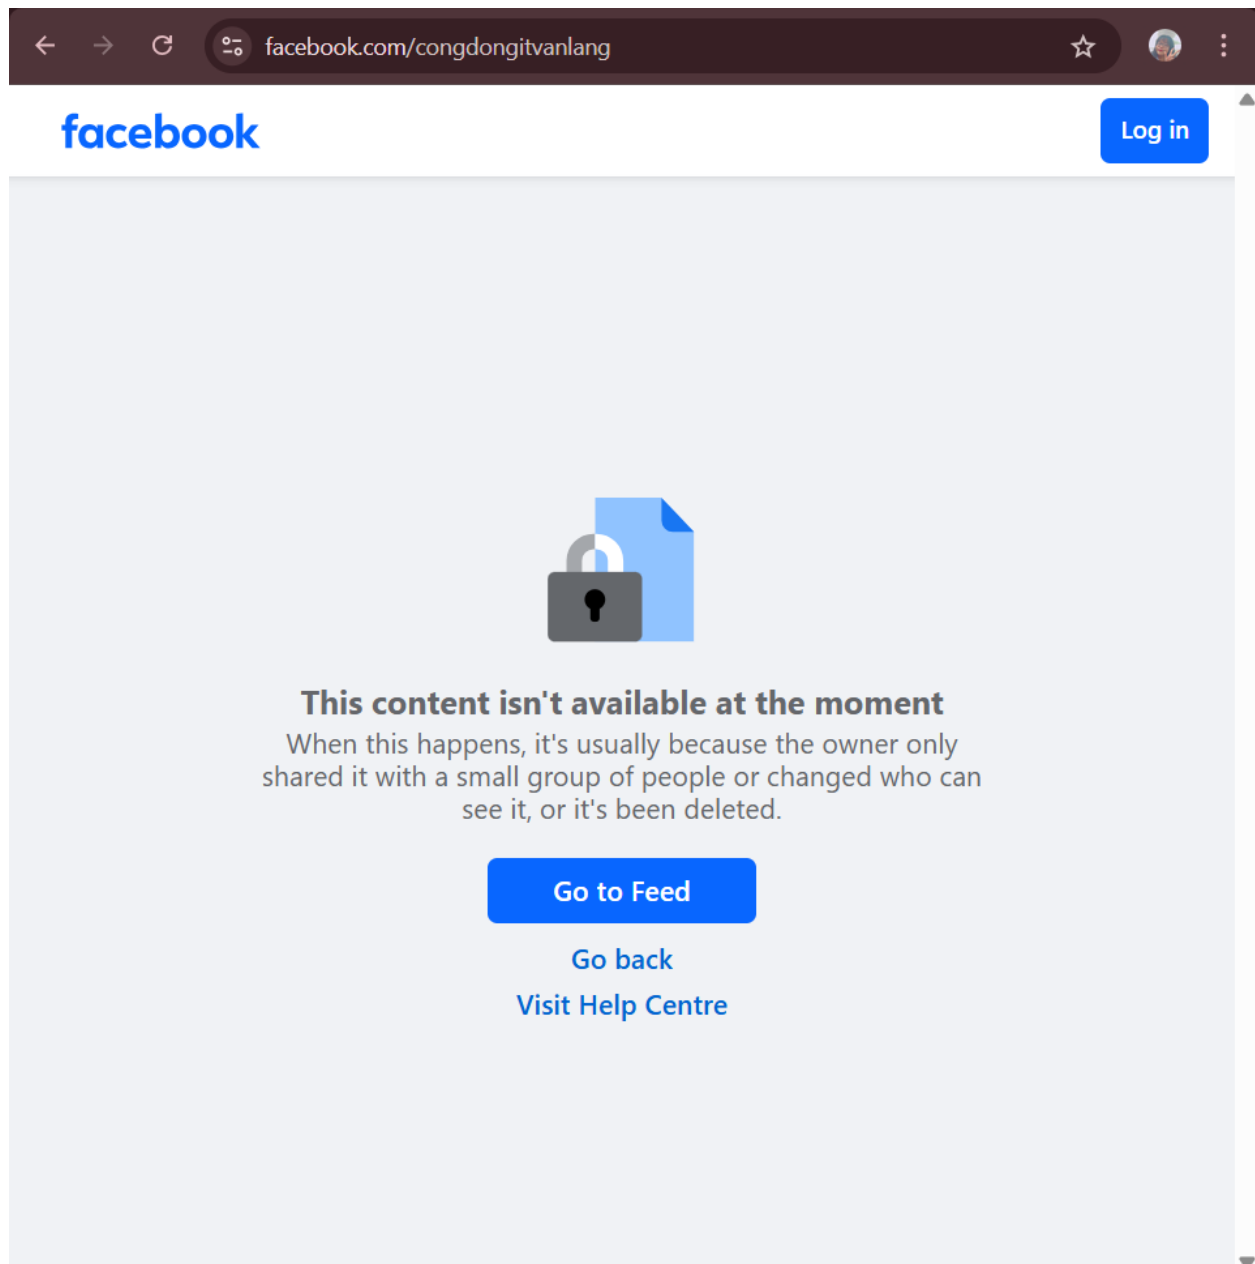 facebook.com/congdongitvanlang
facebook
Log in
This content isn't available at the moment
When this happens, it's usually because the owner only
shared it with a small group of people or changed who can
see it, or it's been deleted.
Go to Feed
Go back
Visit Help Centre